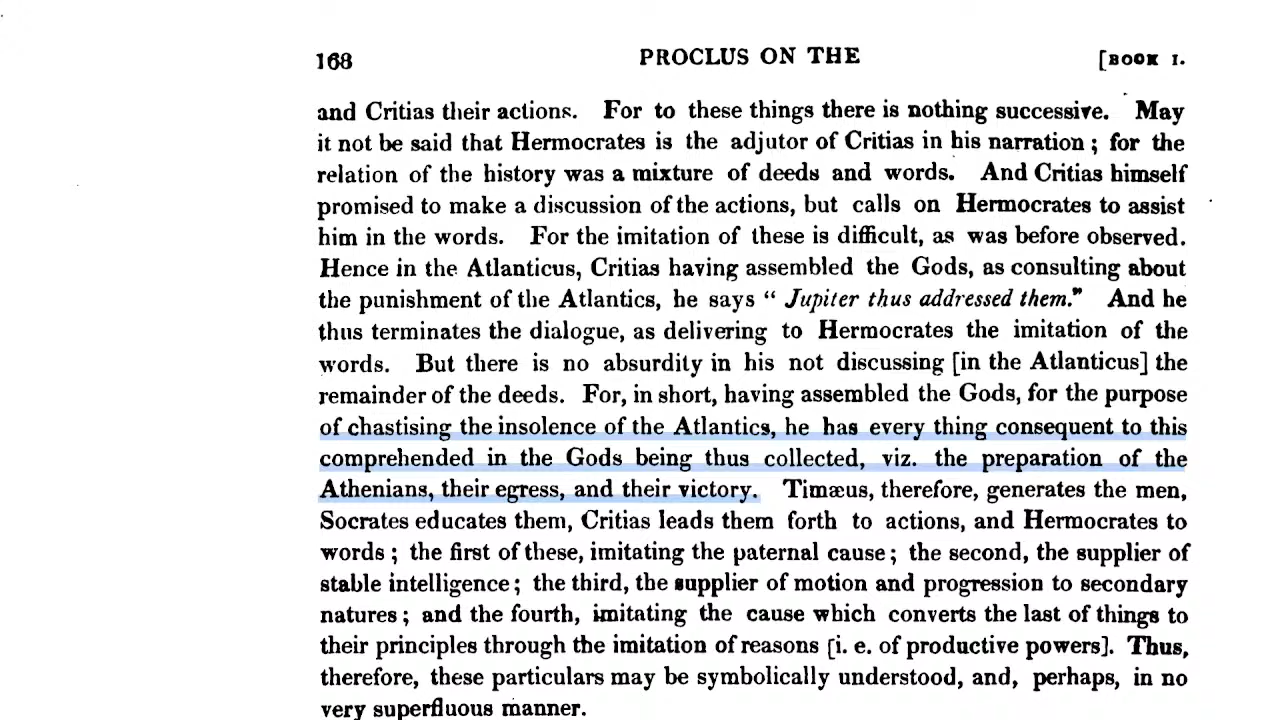 168 PROCLUS ON THE [BOOK I.
and Critias their actions. For to these things there is nothing successive. May
it not be said that Hermocrates is the adjutor of Critias in his narration; for the
relation of the history was a mixture of deeds and words. And Critias himself
promised to make a discussion of the actions, but calls on Hermocrates to assist
him in the words. For the imitation of these is difficult, as was before observed.
Hence in the Atlanticus, Critias having assembled the Gods, as consulting about
the punishment of the Atlantics, he says “ Jupiter thus addressed them.” And he
thus terminates the dialogue, as delivering to Hermocrates the imitation of the
words. But there is no absurdity in his not discussing [in the Atlanticus] the
remainder of the deeds. For, in short, having assembled the Gods, for the purpose
of chastising the insolence of the Atlantics, he has every thing consequent to this
comprehended in the Gods being thus collected, viz. the preparation of the
Athenians, their egress, and their victory. Timæus, therefore, generates the men,
Socrates educates them, Critias leads them forth to actions, and Hermocrates to
words; the first of these, imitating the paternal cause; the second, the supplier of
stable intelligence; the third, the supplier of motion and progression to secondary
natures; and the fourth, imitating the cause which converts the last of things to
their principles through the imitation of reasons [i. e. of productive powers]. Thus,
therefore, these particulars may be symbolically understood, and, perhaps, in no
very superfluous manner.